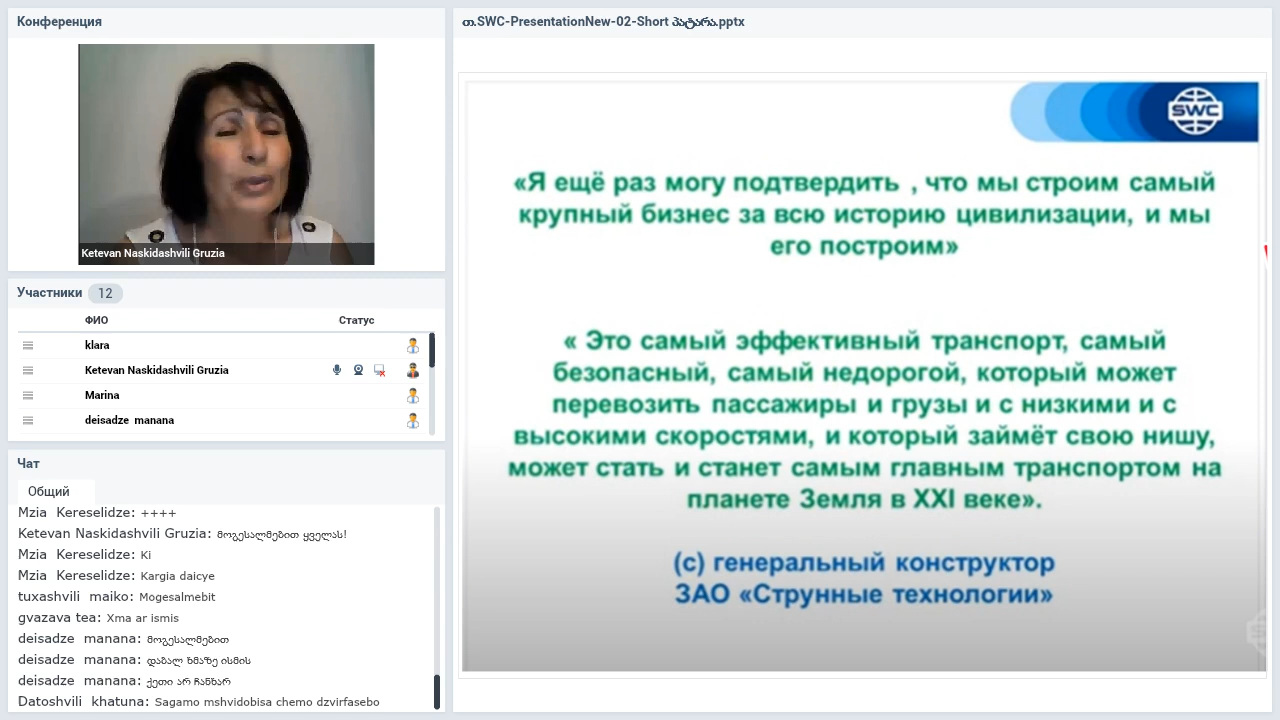 Конференция
Ketevan Naskidashvili Gruzia
Участники 12
ФИО Статус
klara
Ketevan Naskidashvili Gruzia
Marina
deisadze manana
Чат
Общий
Mzia Kereselidze: ++++
Ketevan Naskidashvili Gruzia: მოგესალმებით ყველას!
Mzia Kereselidze: Ki
Mzia Kereselidze: Kargia daicye
tuxashvili maiko: Mogesalmebit
gvazava tea: Xma ar ismis
deisadze manana: მოგესალმებით
deisadze manana: დაბალ ხმაზე ისმის
deisadze manana: ქეთი არ ჩანხარ
Datoshvili khatuna: Sagamo mshvidobisa chemo dzvirfasebo
თ.SWC-PresentationNew-02-Short პატარა.pptx
SWC
«Я ещё раз могу подтвердить , что мы строим самый
крупный бизнес за всю историю цивилизации, и мы
его построим»
« Это самый эффективный транспорт, самый
безопасный, самый недорогой, который может
перевозить пассажиры и грузы и с низкими и с
высокими скоростями, и который займёт свою нишу,
может стать и станет самым главным транспортом на
планете Земля в XXI веке».
(с) генеральный конструктор
ЗАО «Струнные технологии»